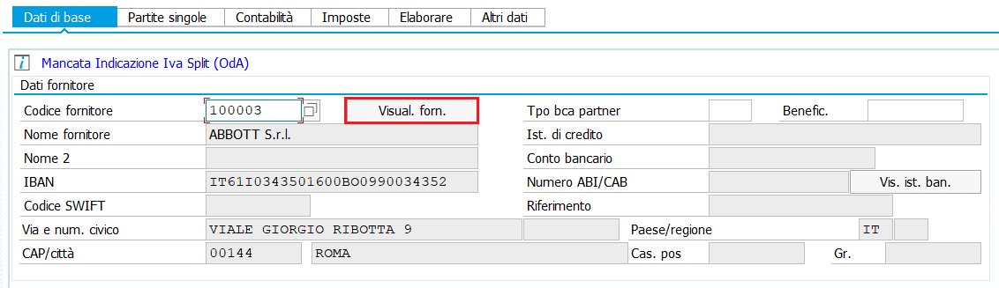 Dati di base Partite singole Contabilità Imposte Elaborare Altri dati
Mancata Indicazione Iva Split (OdA)
Dati fornitore
Codice fornitore 100003 Visual. forn. Tpo bca partner Benefic.
Nome fornitore ABBOTT S.r.l. Ist. di credito
Nome 2 Conto bancario
IBAN IT61I0343501600BO0990034352 Numero ABI/CAB Vis. ist. ban.
Codice SWIFT Riferimento
Via e num. civico VIALE GIORGIO RIBOTTA 9 Paese/regione IT
CAP/città 00144 ROMA Cas. pos Gr.